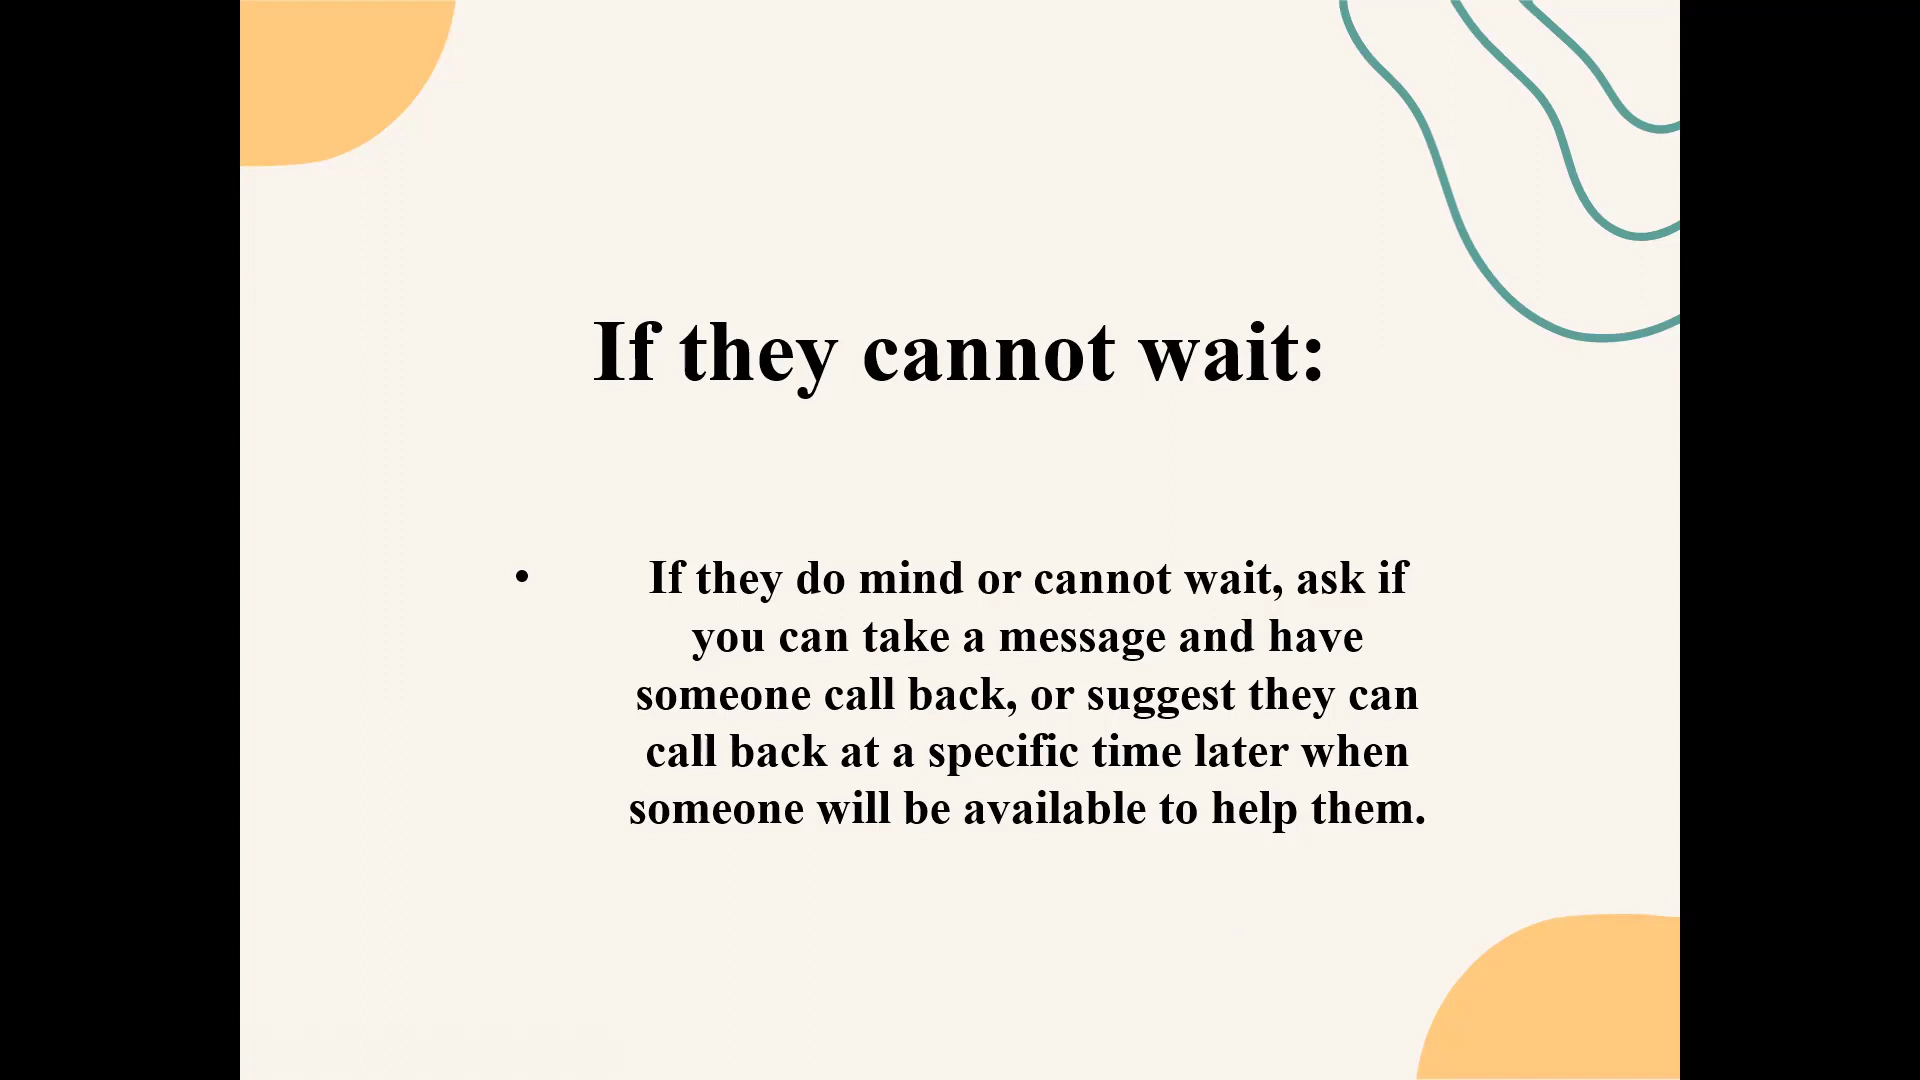 If they cannot wait:
• If they do mind or cannot wait, ask if
you can take a message and have
someone call back, or suggest they can
call back at a specific time later when
someone will be available to help them.